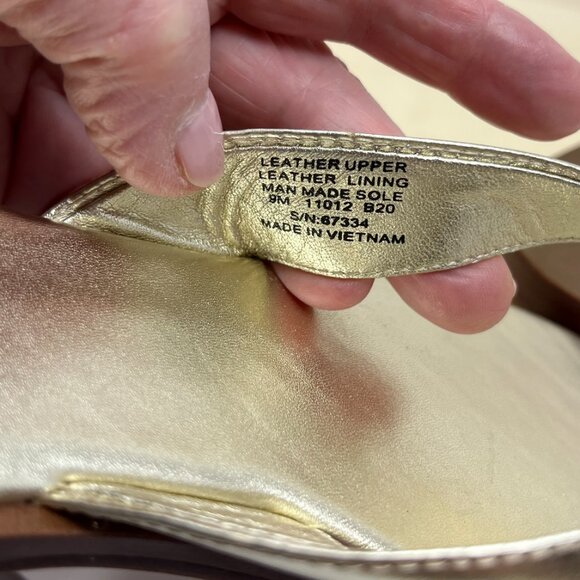 LEATHER UPPER
LEATHER LINING
MAN MADE SOLE
9M 11012 B20
S/N:67334
MADE IN VIETNAM